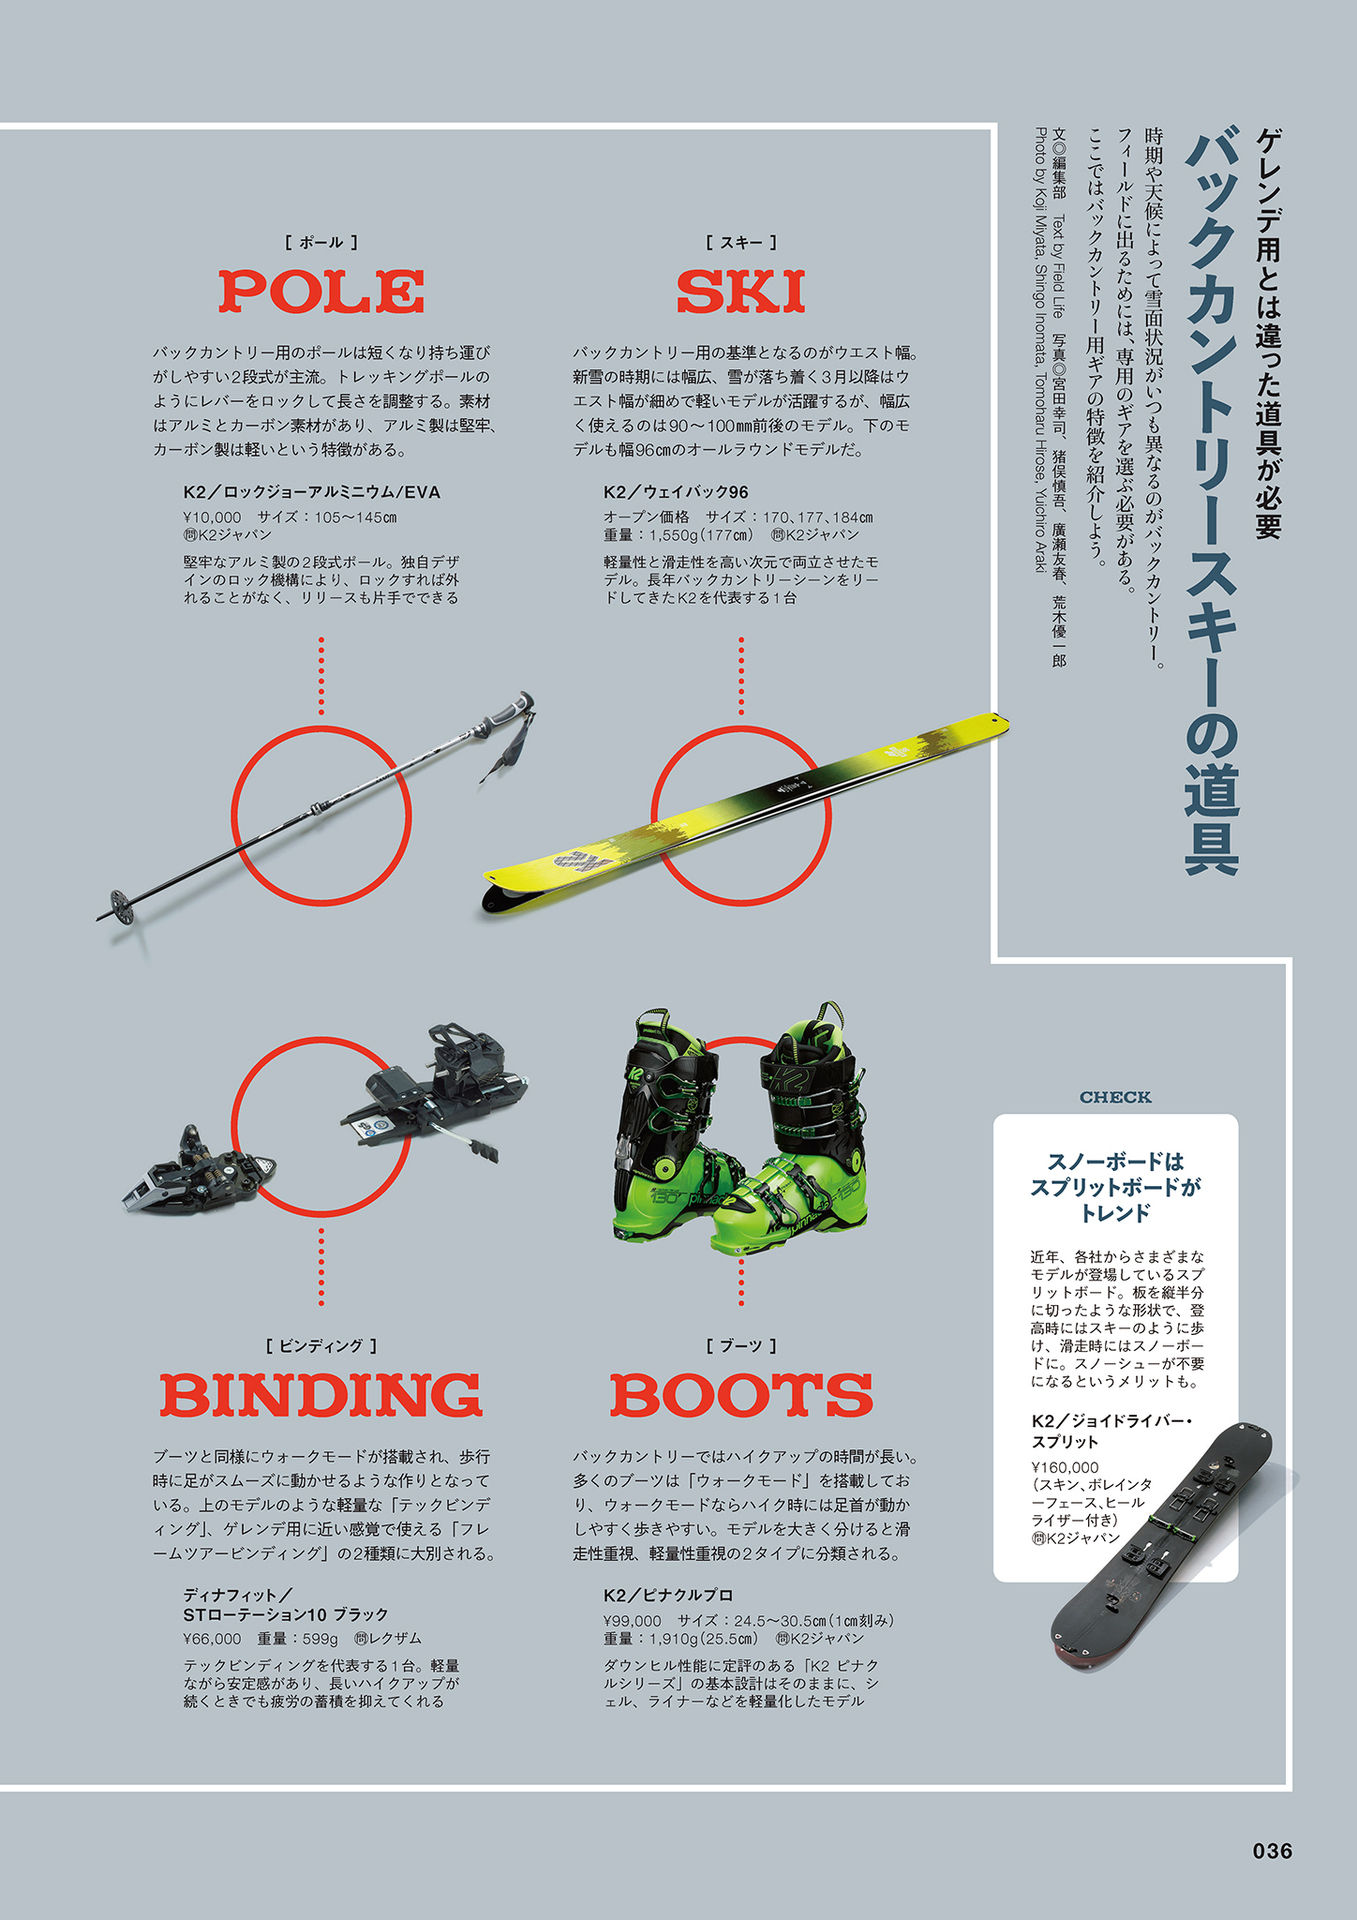 ゲレンデ用とは違った道具が必要
バックカントリースキーの道具
時期や天候によって雪面状況がいつも異なるのがバックカントリー。
フィールドに出るためには、専用のギアを選ぶ必要がある。
ここではバックカントリー用ギアの特徴を紹介しよう。
文◎編集部 Text by Field Life 写真◎宮田幸司、猪俣慎吾、廣瀬友春、荒木優一郎
Photo by Koji Miyata, Shingo Inomata, Tomoharu Hirose, Yuichiro Araki
[ スキー ]
SKI
バックカントリー用の基準となるのがウエスト幅。
新雪の時期には幅広、雪が落ち着く3月以降はウ
エスト幅が細めで軽いモデルが活躍するが、幅広
く使えるのは90〜100㎜前後のモデル。下のモ
デルも幅96㎝のオールラウンドモデルだ。
K2／ウェイバック96
オープン価格 サイズ：170、177、184㎝
重量：1,550g（177㎝） ㉄K2ジャパン
軽量性と滑走性を高い次元で両立させたモ
デル。長年バックカントリーシーンをリー
ドしてきたK2を代表する1台
[ ポール ]
POLE
バックカントリー用のポールは短くなり持ち運び
がしやすい2段式が主流。トレッキングポールの
ようにレバーをロックして長さを調整する。素材
はアルミとカーボン素材があり、アルミ製は堅牢、
カーボン製は軽いという特徴がある。
K2／ロックジョーアルミニウム/EVA
¥10,000 サイズ：105〜145㎝
㉄K2ジャパン
堅牢なアルミ製の2段式ポール。独自デザ
インのロック機構により、ロックすれば外
れることがなく、リリースも片手でできる
[ ブーツ ]
BOOTS
バックカントリーではハイクアップの時間が長い。
多くのブーツは「ウォークモード」を搭載してお
り、ウォークモードならハイク時には足首が動か
しやすく歩きやすい。モデルを大きく分けると滑
走性重視、軽量性重視の2タイプに分類される。
K2／ピナクルプロ
¥99,000 サイズ：24.5〜30.5㎝（1㎝刻み）
重量：1,910g（25.5㎝） ㉄K2ジャパン
ダウンヒル性能に定評のある「K2 ピナク
ルシリーズ」の基本設計はそのままに、シ
ェル、ライナーなどを軽量化したモデル
[ ビンディング ]
BINDING
ブーツと同様にウォークモードが搭載され、歩行
時に足がスムーズに動かせるような作りとなって
いる。上のモデルのような軽量な「テックビンデ
ィング」、ゲレンデ用に近い感覚で使える「フレ
ームツアービンディング」の2種類に大別される。
ディナフィット／
STローテーション10 ブラック
¥66,000 重量：599g ㉄レクザム
テックビンディングを代表する1台。軽量
ながら安定感があり、長いハイクアップが
続くときでも疲労の蓄積を抑えてくれる
CHECK
スノーボードは
スプリットボードが
トレンド
近年、各社からさまざまな
モデルが登場しているスプ
リットボード。板を縦半分
に切ったような形状で、登
高時にはスキーのように歩
け、滑走時にはスノーボー
ドに。スノーシューが不要
になるというメリットも。
K2／ジョイドライバー・
スプリット
¥160,000
（スキン、ボレインタ
ーフェース、ヒール
ライザー付き）
㉄K2ジャパン
K2
K2
130 pinnacle
pinnacle 130
036